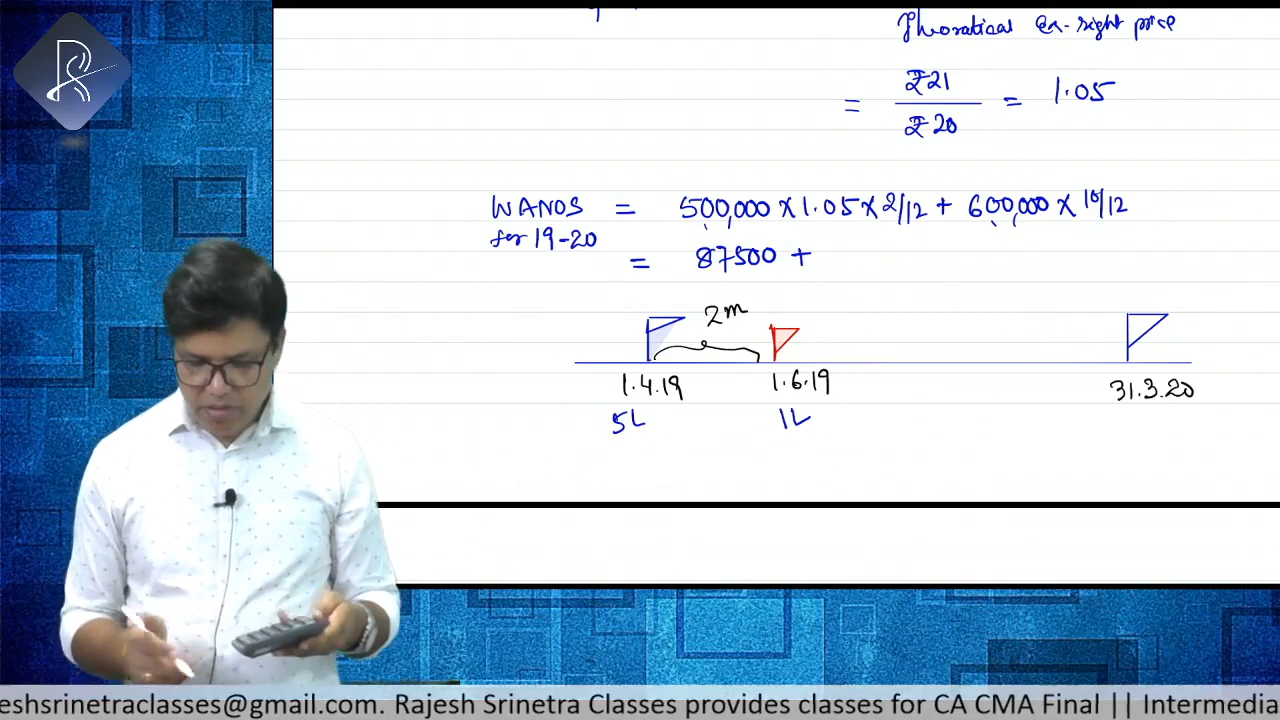 Theoratical ex-right price
= ₹21 / ₹20 = 1.05
WANOS = 500,000 X 1.05 X 2/12 + 600,000 X 10/12
for 19-20
= 87500 +
2m
1.4.19 1.6.19 31.3.20
5L 1L
eshsrinetraclasses@gmail.com. Rajesh Srinetra Classes provides classes for CA CMA Final || Intermedia